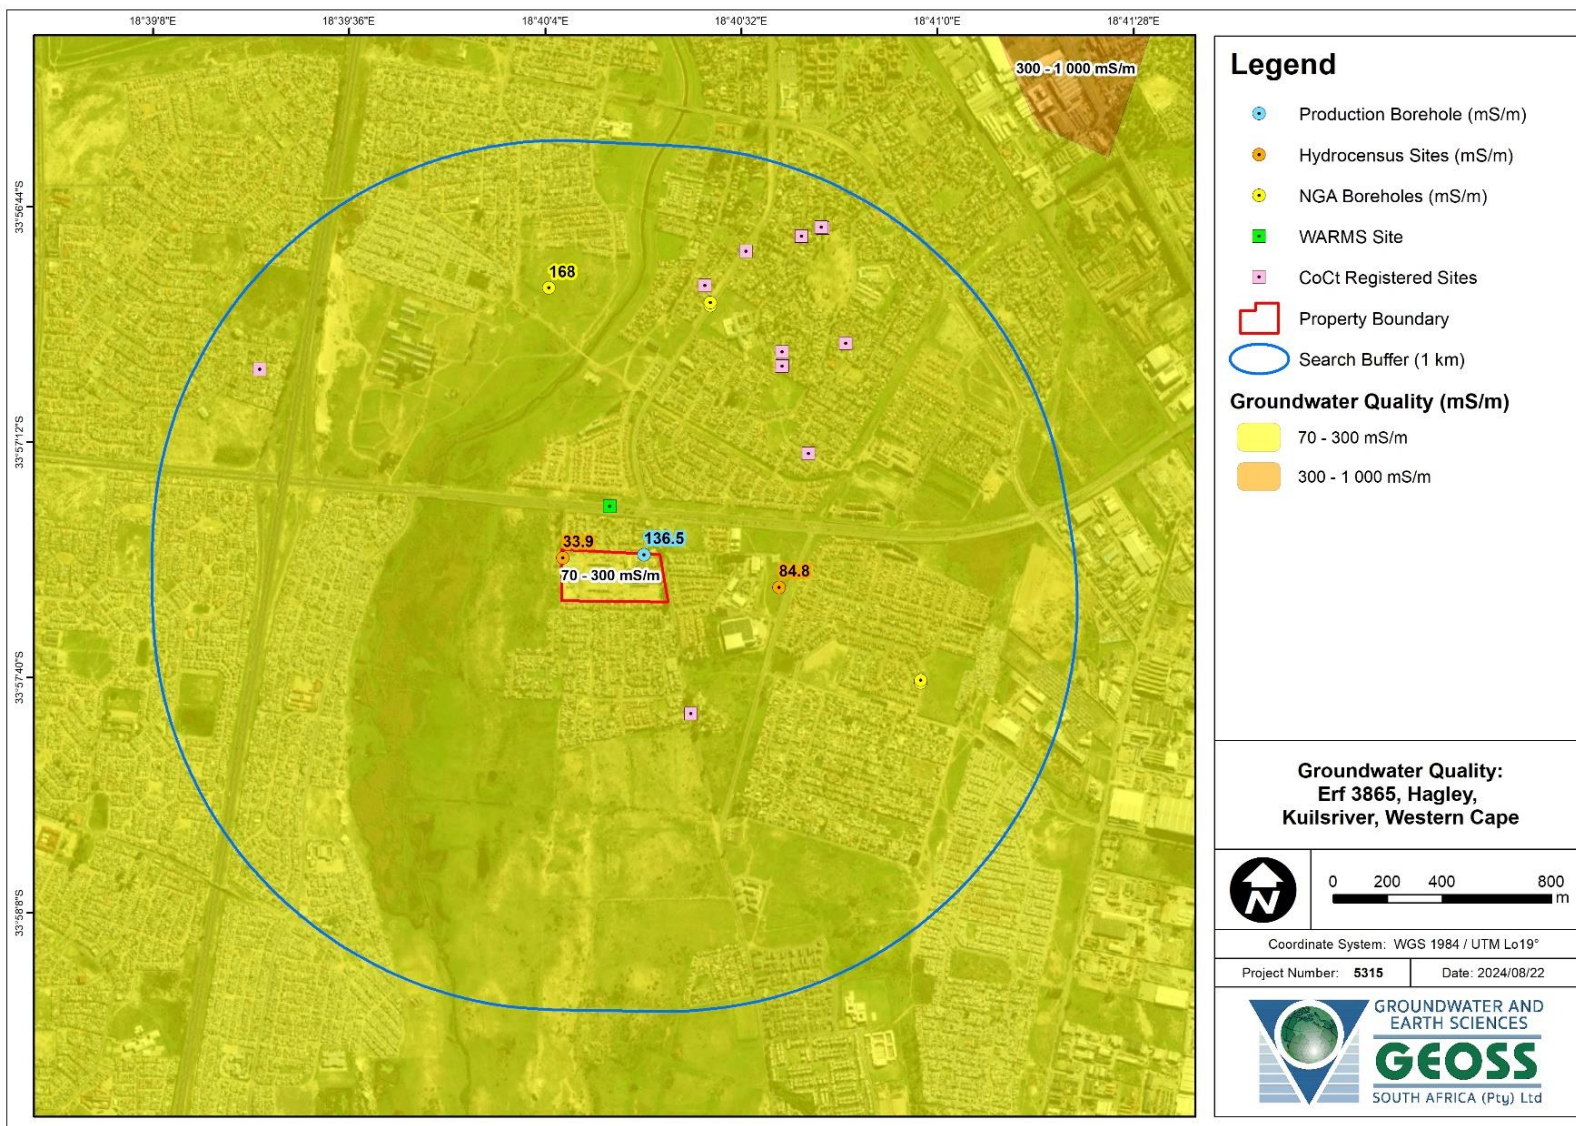 18°39'8"E 18°39'36"E 18°40'4"E 18°40'32"E 18°41'0"E 18°41'28"E
33°56'44"S
33°57'12"S
33°57'40"S
33°58'8"S
300 - 1 000 mS/m
168
33.9
136.5
70 - 300 mS/m
84.8
Legend
Production Borehole (mS/m)
Hydrocensus Sites (mS/m)
NGA Boreholes (mS/m)
WARMS Site
CoCt Registered Sites
Property Boundary
Search Buffer (1 km)
Groundwater Quality (mS/m)
70 - 300 mS/m
300 - 1 000 mS/m
Groundwater Quality:
Erf 3865, Hagley,
Kuilsriver, Western Cape
N
0 200 400 800
m
Coordinate System: WGS 1984 / UTM Lo19°
Project Number: 5315 Date: 2024/08/22
GROUNDWATER AND
EARTH SCIENCES
GEOSS
SOUTH AFRICA (Pty) Ltd